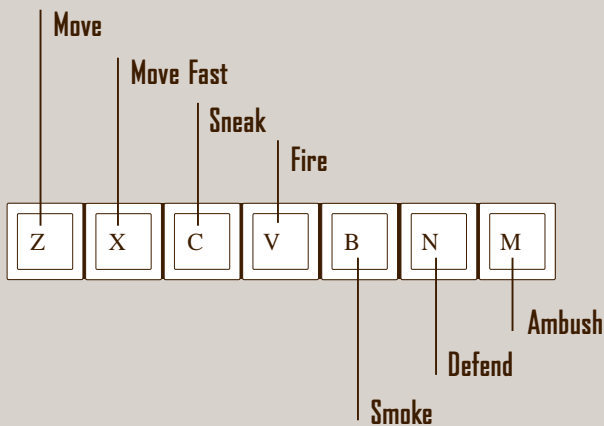 Move
Move Fast
Sneak
Fire
Z X C V B N M
Ambush
Defend
Smoke